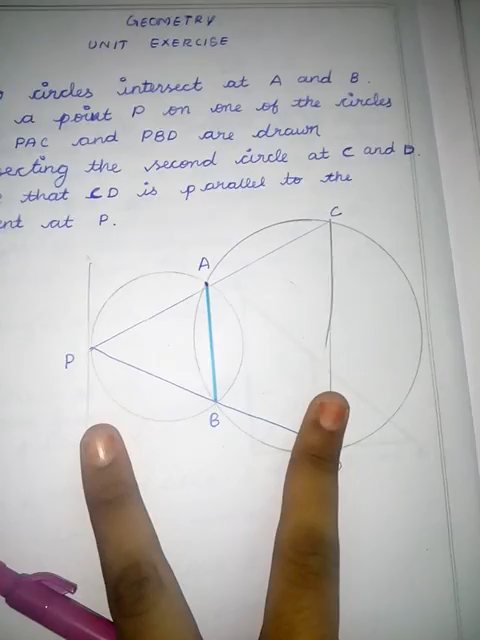 GEOMETRY
UNIT EXERCISE
circles intersect at A and B.
a point P on one of the circles
PAC and PBD are drawn
secting the second circle at C and D.
that CD is parallel to the
ent at P.
C
A
P
B